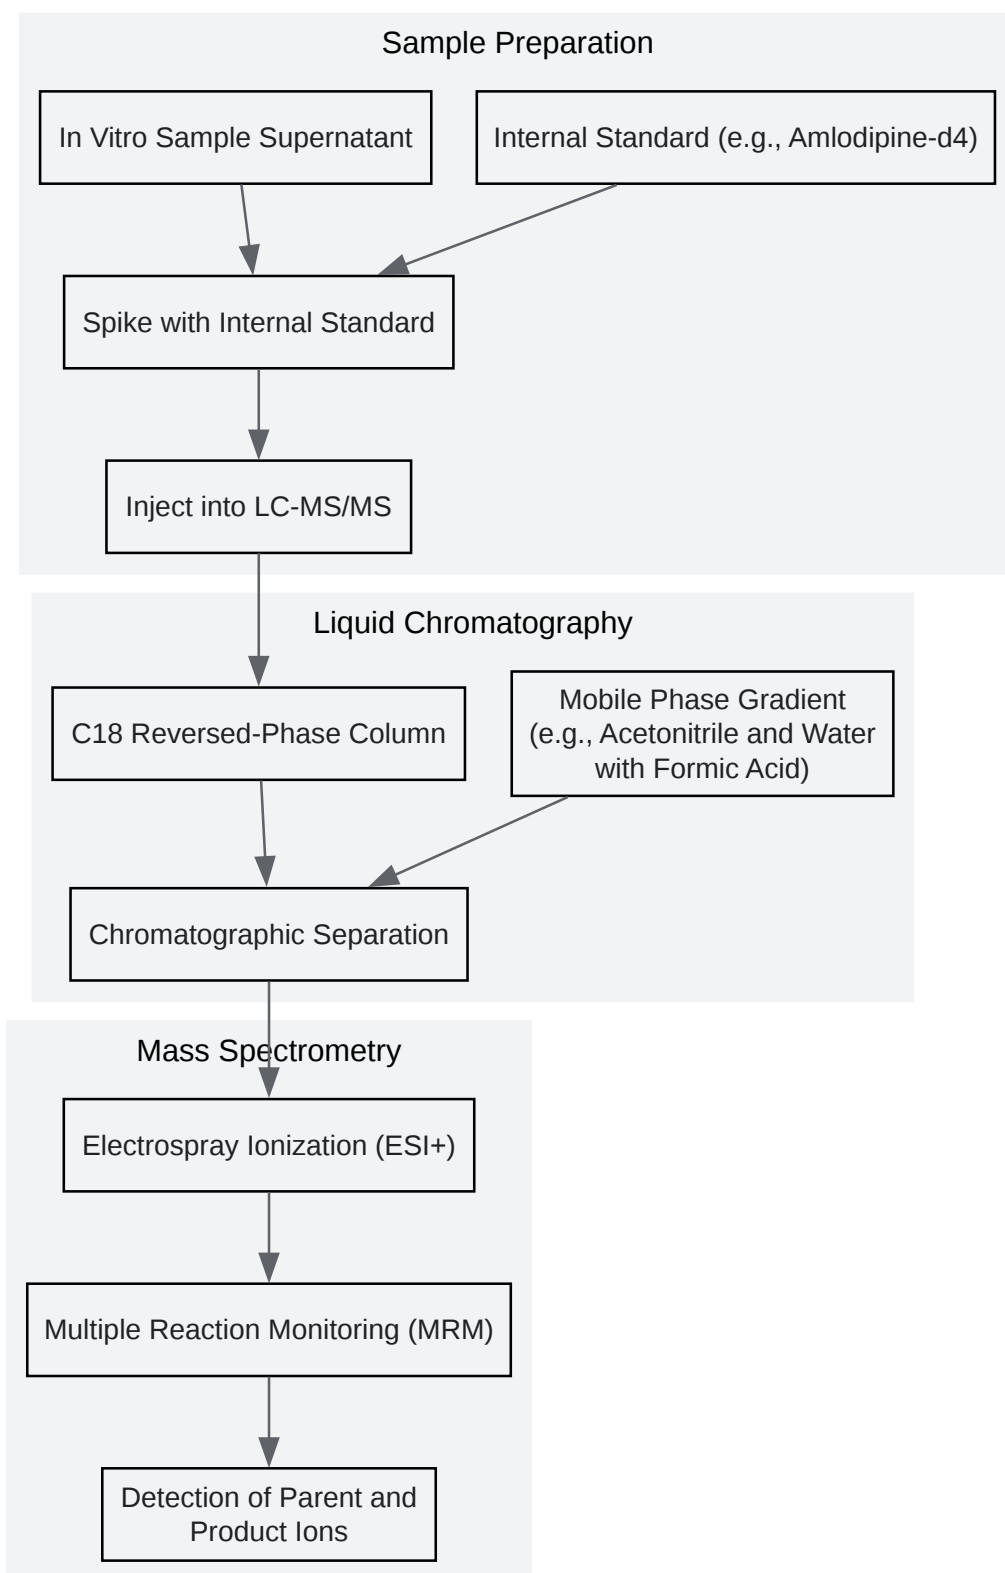 Sample Preparation
In Vitro Sample Supernatant
Internal Standard (e.g., Amlodipine-d4)
Spike with Internal Standard
Inject into LC-MS/MS
Liquid Chromatography
C18 Reversed-Phase Column
Mobile Phase Gradient
(e.g., Acetonitrile and Water
with Formic Acid)
Chromatographic Separation
Mass Spectrometry
Electrospray Ionization (ESI+)
Multiple Reaction Monitoring (MRM)
Detection of Parent and
Product Ions